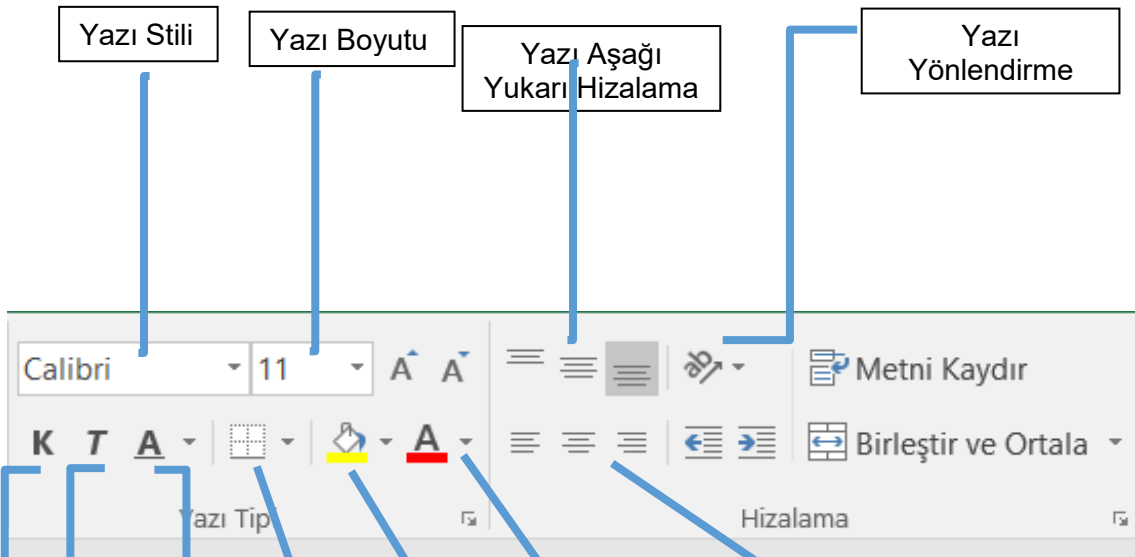 Yazı Stili
Yazı Boyutu
Yazı Aşağı
Yukarı Hizalama
Yazı
Yönlendirme
Calibri
11
A A
ab
Metni Kaydır
K T A
A
Birleştir ve Ortala
Yazı Tipi
Hizalama